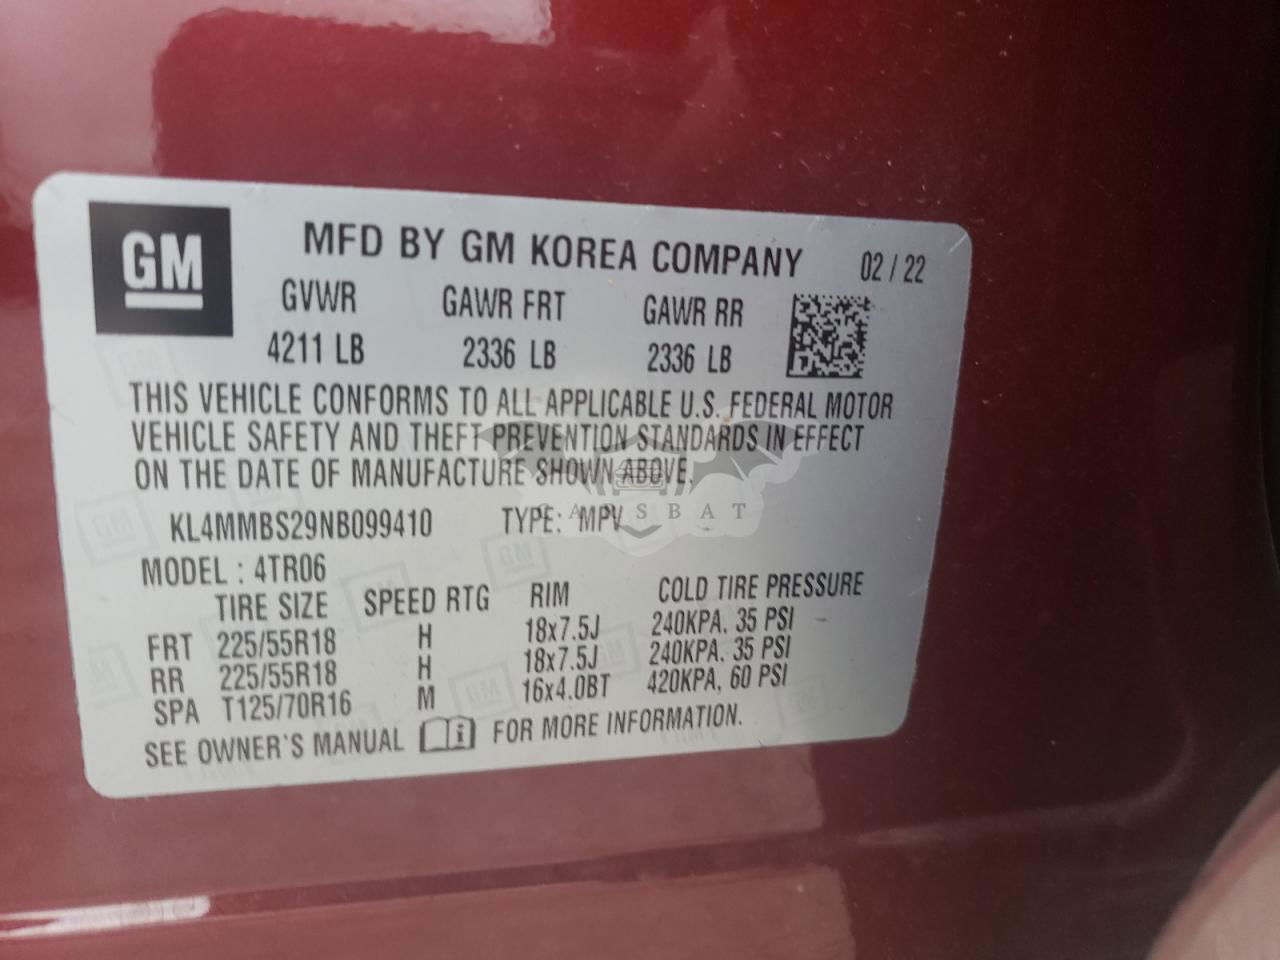 GM
MFD BY GM KOREA COMPANY 02 / 22
GVWR GAWR FRT GAWR RR
4211 LB 2336 LB 2336 LB
THIS VEHICLE CONFORMS TO ALL APPLICABLE U.S. FEDERAL MOTOR
VEHICLE SAFETY AND THEFT PREVENTION STANDARDS IN EFFECT
ON THE DATE OF MANUFACTURE SHOWN ABOVE.
CARSBAT
KL4MMBS29NB099410 TYPE: MPV
MODEL : 4TR06
TIRE SIZE SPEED RTG RIM COLD TIRE PRESSURE
FRT 225/55R18 H 18x7.5J 240KPA. 35 PSI
RR 225/55R18 H 18x7.5J 240KPA. 35 PSI
SPA T125/70R16 M 16x4.0BT 420KPA, 60 PSI
SEE OWNER'S MANUAL i FOR MORE INFORMATION.